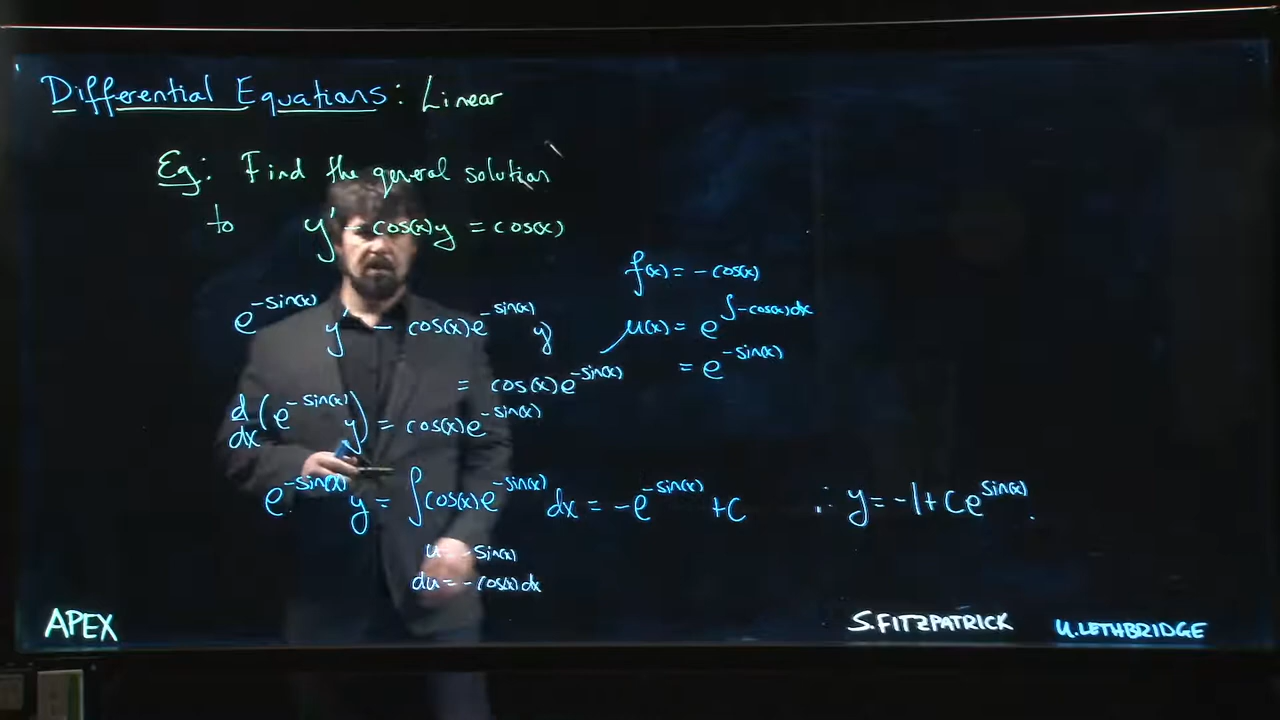 Differential Equations: Linear
Eg: Find the general solution
to y' - cos(x)y = cos(x)
f(x) = -cos(x)
μ(x) = e^{∫-cos(x)dx}
= e^{-sin(x)}
e^{-sin(x)} y' - cos(x)e^{-sin(x)} y
= cos(x)e^{-sin(x)}
d/dx (e^{-sin(x)} y) = cos(x)e^{-sin(x)}
e^{-sin(x)} y = ∫cos(x)e^{-sin(x)} dx = -e^{-sin(x)} + C ∴ y = -1 + Ce^{sin(x)}.
u = -sin(x)
du = -cos(x)dx
APEX
S.FITZPATRICK
U.LETHBRIDGE